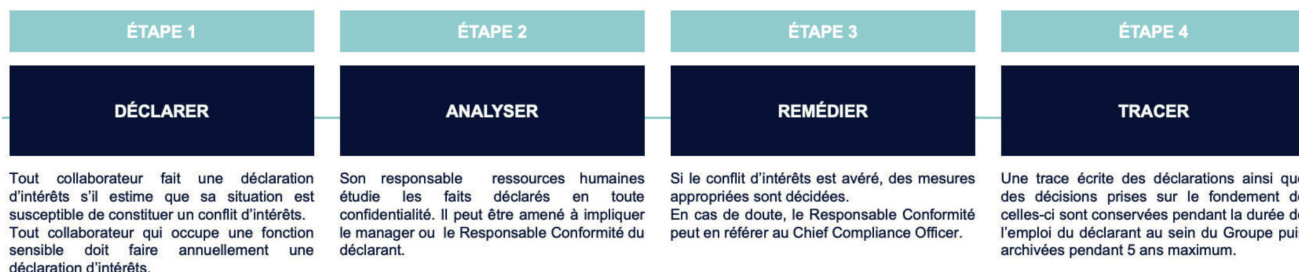 ÉTAPE 1
DÉCLARER
Tout collaborateur fait une déclaration
d'intérêts s'il estime que sa situation est
susceptible de constituer un conflit d'intérêts.
Tout collaborateur qui occupe une fonction
sensible doit faire annuellement une
déclaration d'intérêts.
ÉTAPE 2
ANALYSER
Son responsable ressources humaines
étudie les faits déclarés en toute
confidentialité. Il peut être amené à impliquer
le manager ou le Responsable Conformité du
déclarant.
ÉTAPE 3
REMÉDIER
Si le conflit d'intérêts est avéré, des mesures
appropriées sont décidées.
En cas de doute, le Responsable Conformité
peut en référer au Chief Compliance Officer.
ÉTAPE 4
TRACER
Une trace écrite des déclarations ainsi que
des décisions prises sur le fondement de
celles-ci sont conservées pendant la durée de
l'emploi du déclarant au sein du Groupe puis
archivées pendant 5 ans maximum.